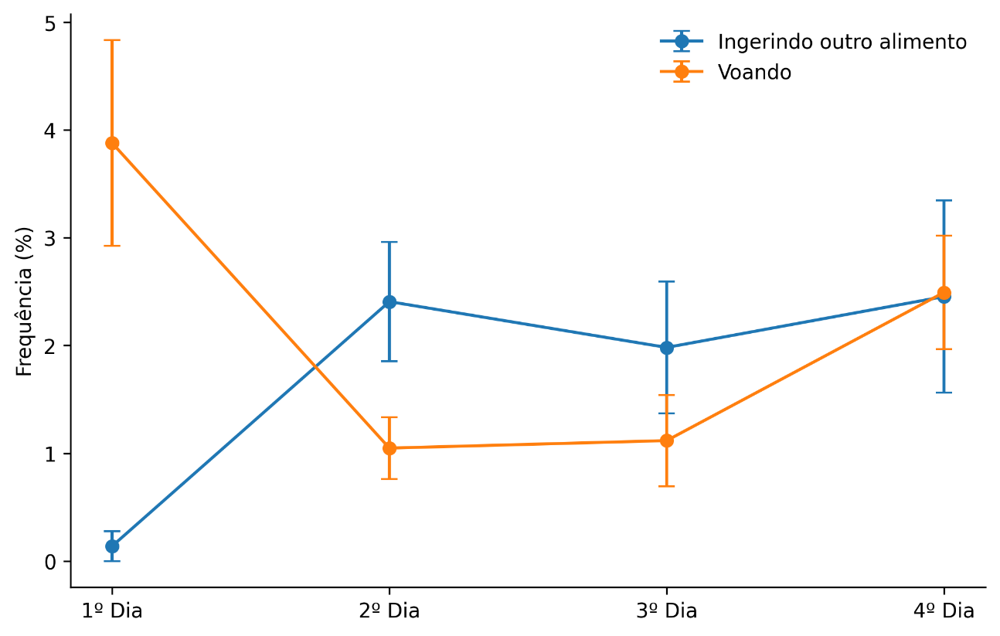 5
4
3
2
1
0
Frequência (%)
Ingerindo outro alimento
Voando
1º Dia
2º Dia
3º Dia
4º Dia